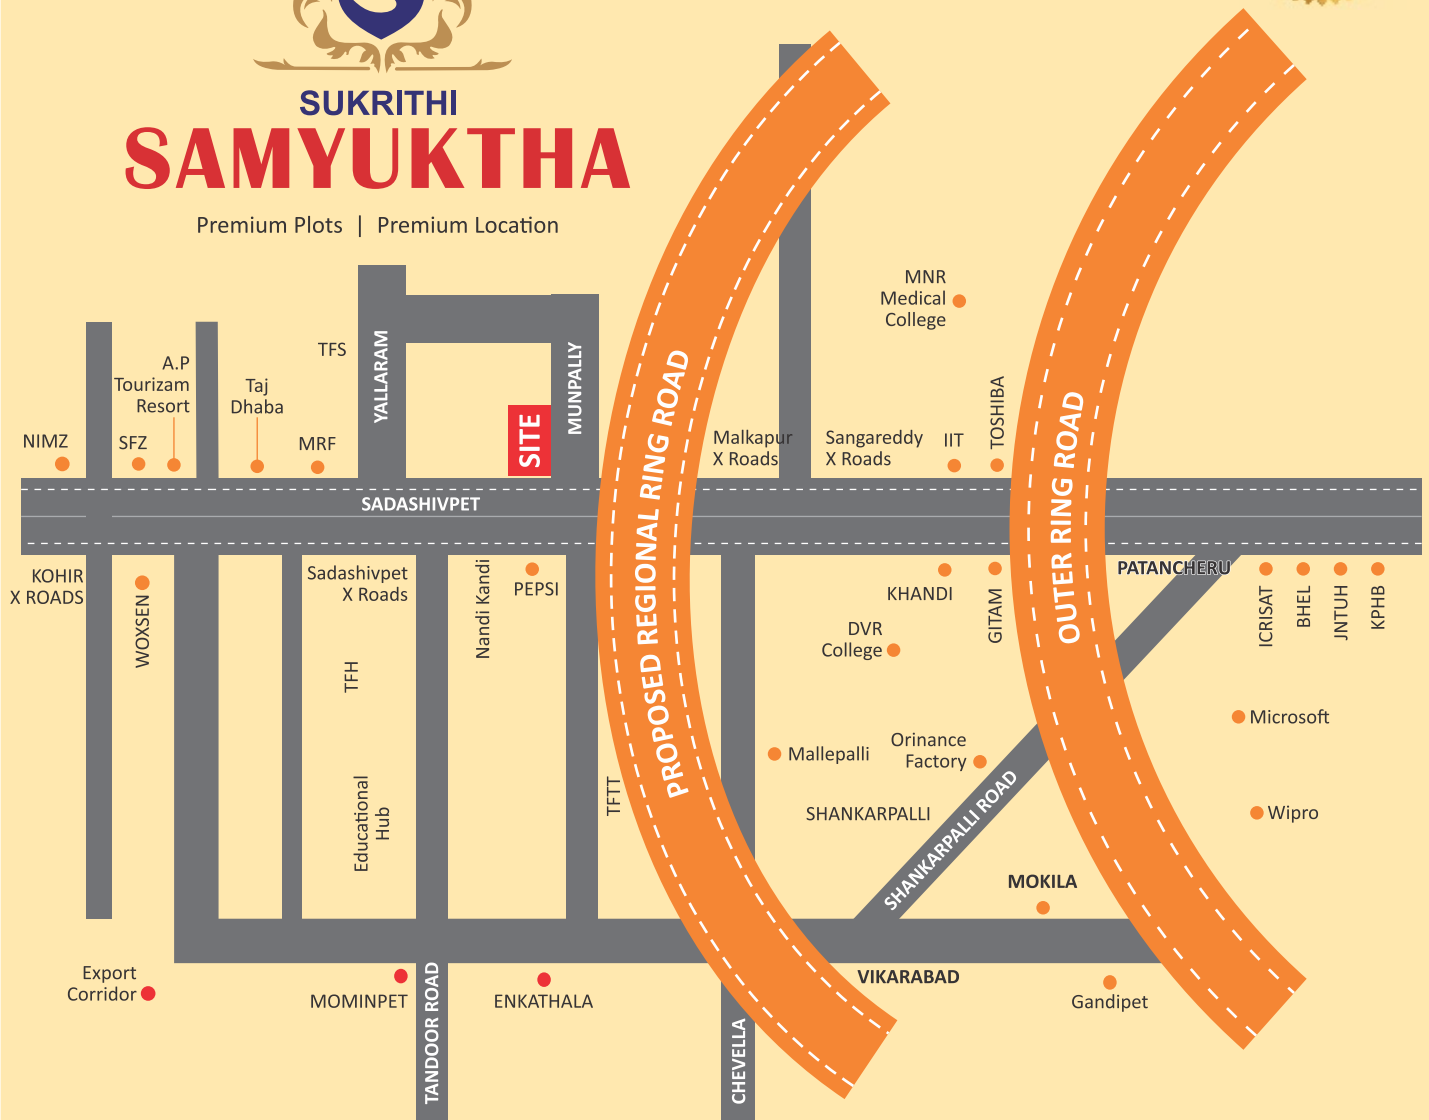 SUKRITHI
SAMYUKTHA
Premium Plots | Premium Location
MNR
Medical
College
TFS
YALLARAM
MUNPALLY
A.P
Tourizam
Resort
Taj
Dhaba
NIMZ
SFZ
MRF
SITE
PROPOSED REGIONAL RING ROAD
Malkapur
X Roads
Sangareddy
X Roads
IIT
TOSHIBA
OUTER RING ROAD
SADASHIVPET
KOHIR
X ROADS
WOXSEN
Sadashivpet
X Roads
Nandi Kandi
PEPSI
KHANDI
GITAM
PATANCHERU
ICRISAT
BHEL
JNTUH
KPHB
DVR
College
TFH
Microsoft
Mallepalli
Orinance
Factory
Educational
Hub
TFTT
SHANKARPALLI
SHANKARPALLI ROAD
Wipro
MOKILA
Export
Corridor
MOMINPET
TANDOOR ROAD
ENKATHALA
CHEVELLA
VIKARABAD
Gandipet